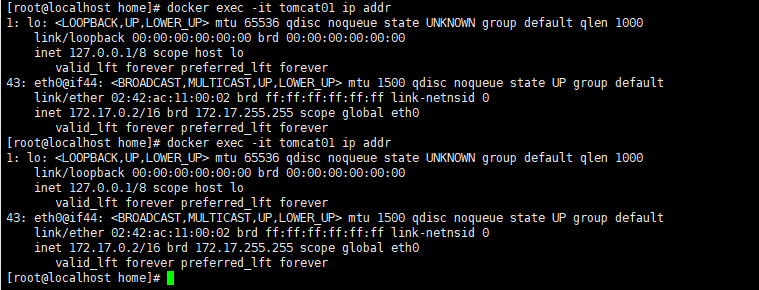 [root@localhost home]# docker exec -it tomcat01 ip addr
1: lo: <LOOPBACK,UP,LOWER_UP> mtu 65536 qdisc noqueue state UNKNOWN group default qlen 1000
    link/loopback 00:00:00:00:00:00 brd 00:00:00:00:00:00
    inet 127.0.0.1/8 scope host lo
       valid_lft forever preferred_lft forever
43: eth0@if44: <BROADCAST,MULTICAST,UP,LOWER_UP> mtu 1500 qdisc noqueue state UP group default
    link/ether 02:42:ac:11:00:02 brd ff:ff:ff:ff:ff:ff link-netnsid 0
    inet 172.17.0.2/16 brd 172.17.255.255 scope global eth0
       valid_lft forever preferred_lft forever
[root@localhost home]# docker exec -it tomcat01 ip addr
1: lo: <LOOPBACK,UP,LOWER_UP> mtu 65536 qdisc noqueue state UNKNOWN group default qlen 1000
    link/loopback 00:00:00:00:00:00 brd 00:00:00:00:00:00
    inet 127.0.0.1/8 scope host lo
       valid_lft forever preferred_lft forever
43: eth0@if44: <BROADCAST,MULTICAST,UP,LOWER_UP> mtu 1500 qdisc noqueue state UP group default
    link/ether 02:42:ac:11:00:02 brd ff:ff:ff:ff:ff:ff link-netnsid 0
    inet 172.17.0.2/16 brd 172.17.255.255 scope global eth0
       valid_lft forever preferred_lft forever
[root@localhost home]#